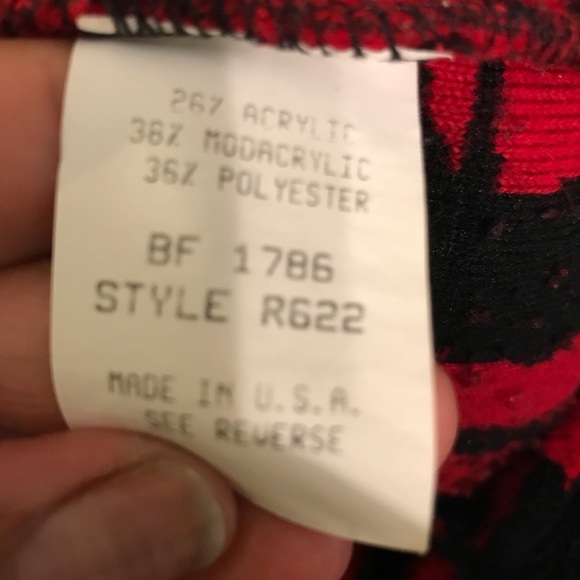 26% ACRYLIC
38% MODACRYLIC
36% POLYESTER
BF 1786
STYLE R622
MADE IN U.S.A.
SEE REVERSE